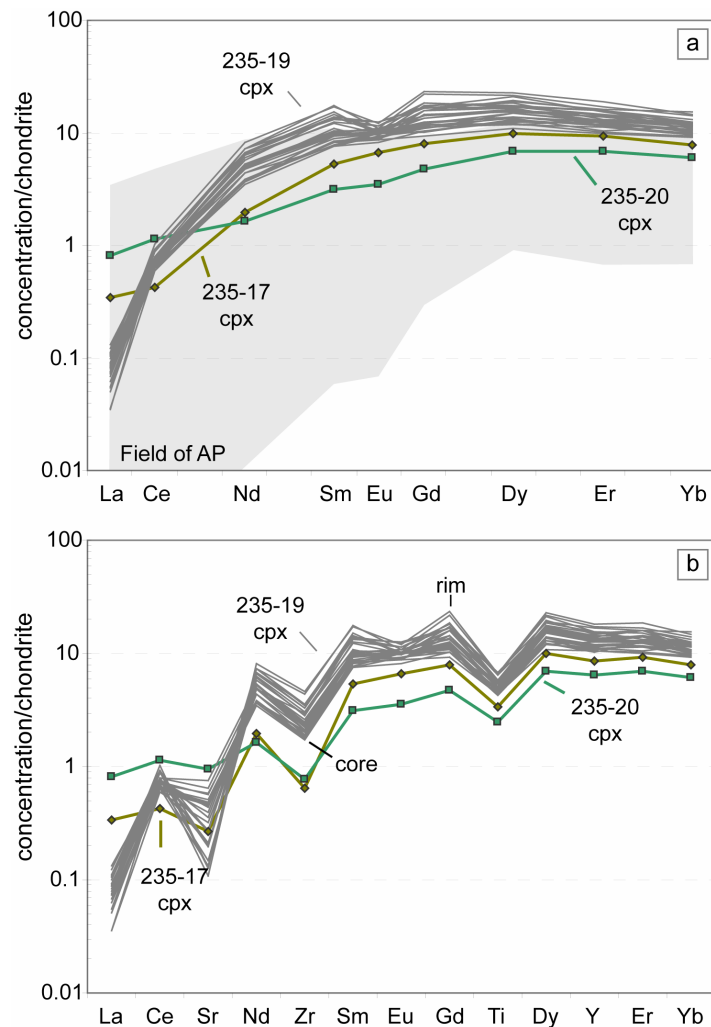 100
a
235-19
cpx
10
235-20
cpx
concentration/chondrite
1
235-17
cpx
0.1
Field of AP
0.01
La Ce Nd Sm Eu Gd Dy Er Yb
100
b
rim
235-19
cpx
10
235-20
cpx
core
concentration/chondrite
1
235-17
cpx
0.1
0.01
La Ce Sr Nd Zr Sm Eu Gd Ti Dy Y Er Yb